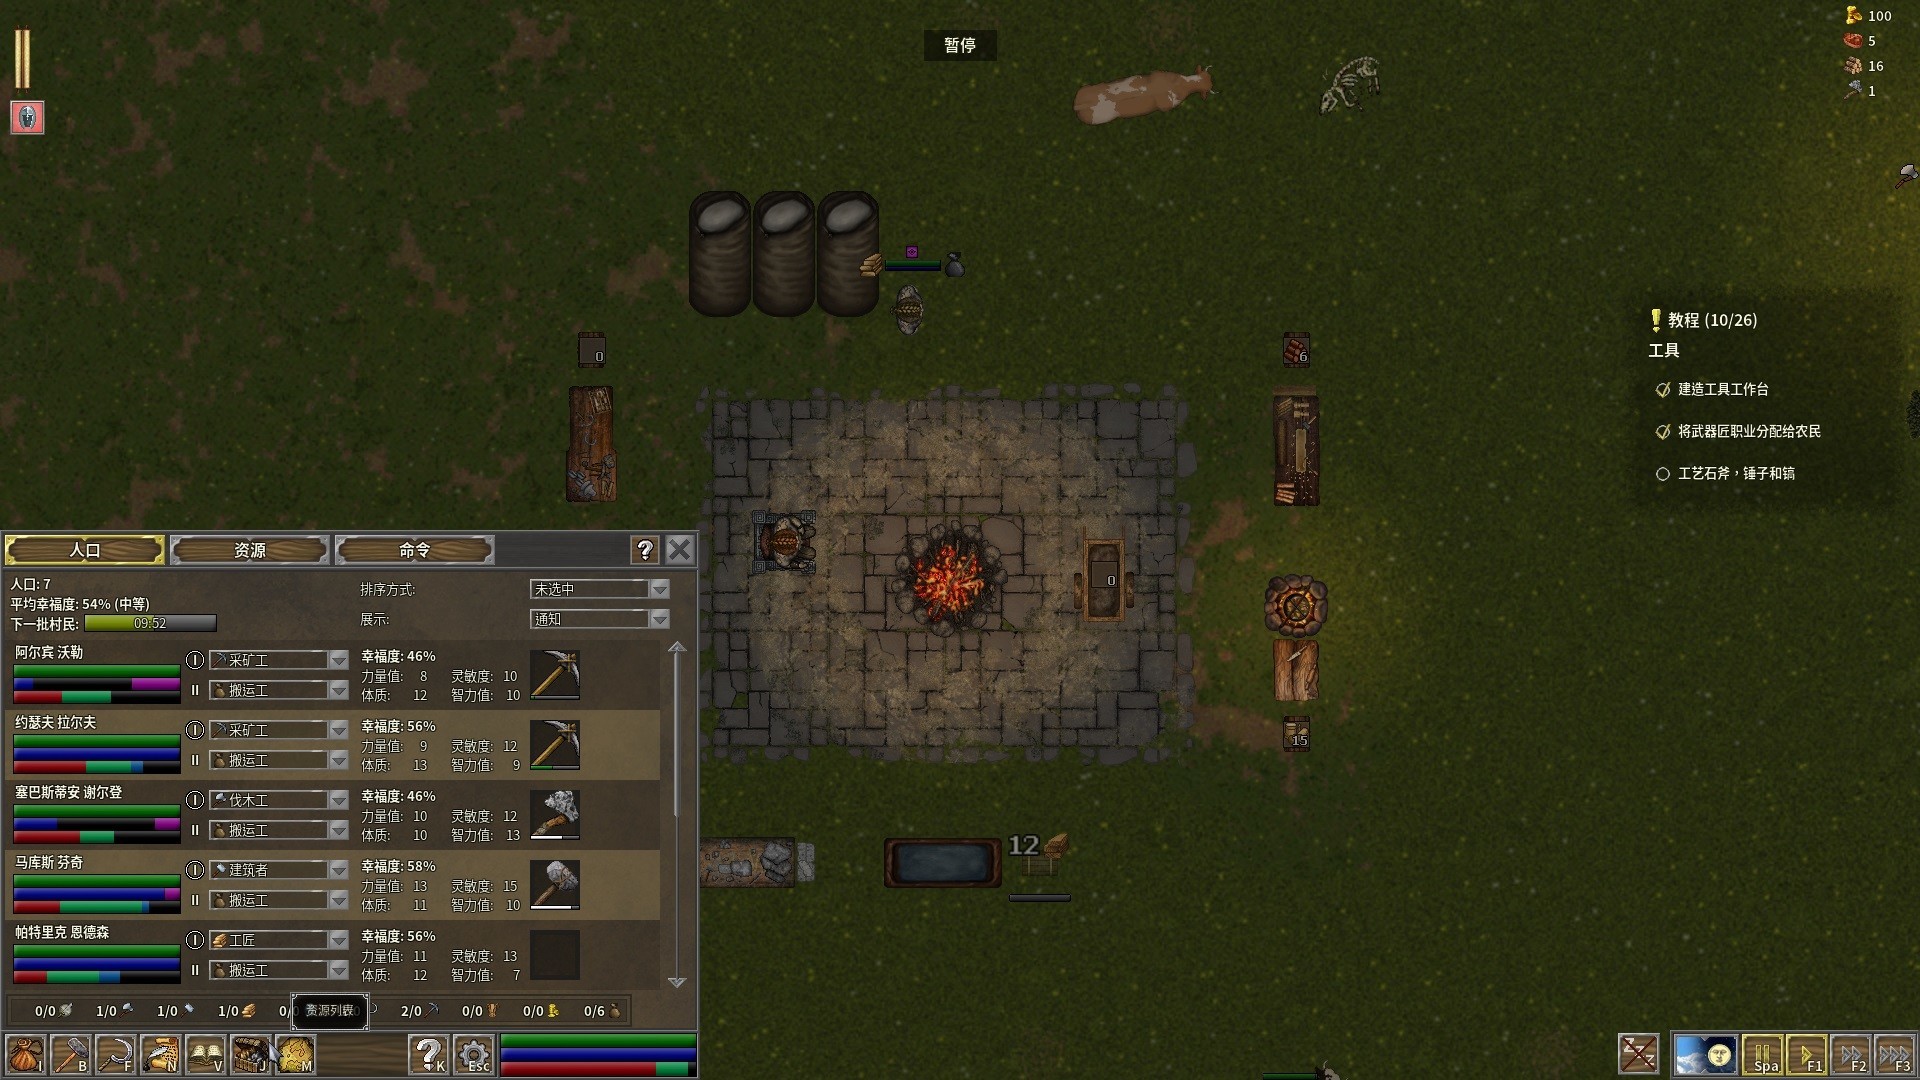 暂停
100
5
16
1
0
6
教程 (10/26)
工具
建造工具工作台
将武器匠职业分配给农民
工艺石斧，锤子和镐
0
15
12
人口
资源
命令
?
人口: 7
平均幸福度: 54% (中等)
下一批村民: 09:52
排序方式: 未选中
展示: 通知
阿尔宾 沃勒
I 采矿工
II 搬运工
幸福度: 46%
力量值: 8 灵敏度: 10
体质: 12 智力值: 10
约瑟夫 拉尔夫
I 采矿工
II 搬运工
幸福度: 56%
力量值: 9 灵敏度: 12
体质: 13 智力值: 9
塞巴斯蒂安 谢尔登
I 伐木工
II 搬运工
幸福度: 46%
力量值: 10 灵敏度: 12
体质: 10 智力值: 13
马库斯 芬奇
I 建筑者
II 搬运工
幸福度: 58%
力量值: 13 灵敏度: 15
体质: 11 智力值: 10
帕特里克 恩德森
I 工匠
II 搬运工
幸福度: 56%
力量值: 11 灵敏度: 13
体质: 12 智力值: 7
0/0 1/0 1/0 1/0 资源列表 2/0 0/0 0/0 0/6
I B F N V J M K Esc
Spa F1 F2 F3